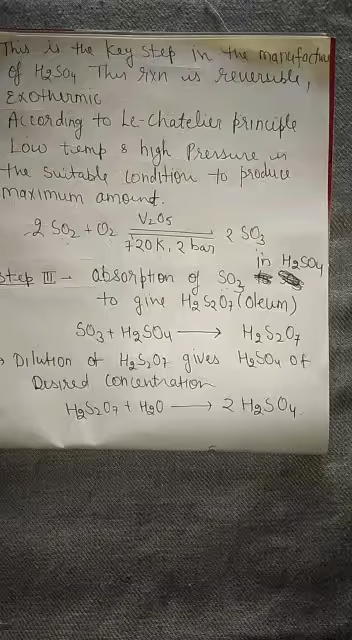 This is the key step in the manufactur
of H2SO4 This rxn is reversible,
Exothermic
According to Le-Chatelier principle
Low temp & high Pressure is
the suitable condition to produce
maximum amount.
2 SO2 + O2 V2O5 720K, 2 bar 2 SO3
Step III - absorption of SO3 in H2SO4
to give H2S2O7 (Oleum)
SO3 + H2SO4 → H2S2O7
Dilution of H2S2O7 gives H2SO4 of
Desired Concentration
H2S2O7 + H2O → 2 H2SO4.